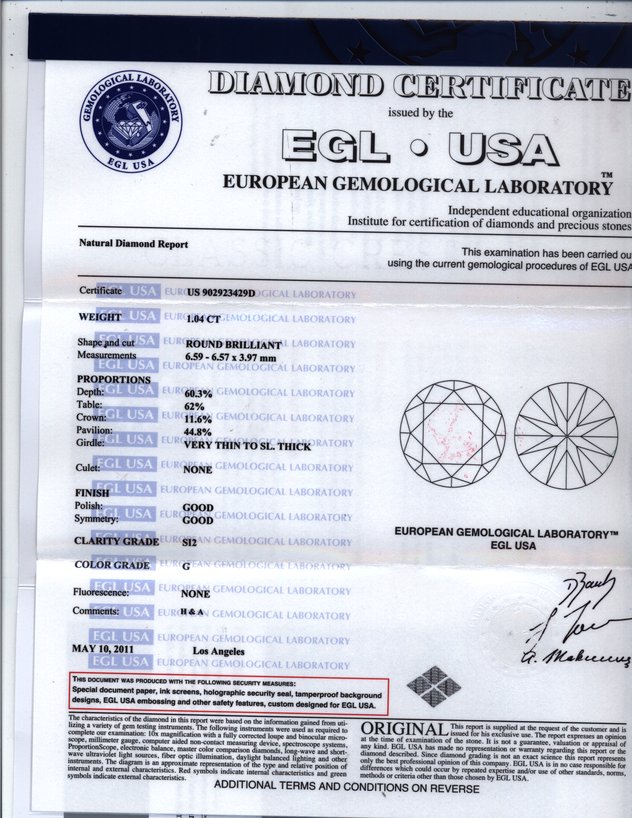 GEMOLOGICAL LABORATORY
EGL USA
DIAMOND CERTIFICATE
issued by the
EGL • USA
EUROPEAN GEMOLOGICAL LABORATORY™
Independent educational organization
Institute for certification of diamonds and precious stones
Natural Diamond Report
This examination has been carried ou
using the current gemological procedures of EGL USA
Certificate US 902923429D
WEIGHT 1.04 CT
Shape and cut ROUND BRILLIANT
Measurements 6.59 - 6.57 x 3.97 mm
PROPORTIONS
Depth: 60.3%
Table: 62%
Crown: 11.6%
Pavilion: 44.8%
Girdle: VERY THIN TO SL. THICK
Culet: NONE
FINISH
Polish: GOOD
Symmetry: GOOD
CLARITY GRADE SI2
COLOR GRADE G
Fluorescence: NONE
Comments: H & A
MAY 10, 2011 Los Angeles
EGL USA EUROPEAN GEMOLOGICAL LABORATORY
EUROPEAN GEMOLOGICAL LABORATORY™
EGL USA
THIS DOCUMENT WAS PRODUCED WITH THE FOLLOWING SECURITY MEASURES:
Special document paper, ink screens, holographic security seal, tamperproof background
designs, EGL USA embossing and other safety features, custom designed for EGL USA.
The characteristics of the diamond in this report were based on the information gained from uti-
lizing a variety of gem testing instruments. The following instruments were used as required to
complete our examination: 10x magnification with a fully corrected loupe and binocular micro-
scope, millimeter gauge, computer aided non-contact measuring device, spectroscope systems,
ProportionScope, electronic balance, master color comparison diamonds, long-wave and short-
wave ultraviolet light sources, fiber optic illumination, daylight balanced lighting and other
instruments. The diagram is an approximate representation of the type and relative position of
internal and external characteristics. Red symbols indicate internal characteristics and green
symbols indicate external characteristics.
ORIGINAL This report is supplied at the request of the customer and is
issued for his exclusive use. The report expresses an opinion
at the time of examination of the stone. It is not a guarantee, valuation or appraisal of
any kind. EGL USA has made no representation or warranty regarding this report or the
diamond described. Since diamond grading is not an exact science this report represents
only the best professional opinion of this company. EGL USA is in no case responsible for
differences which could occur by repeated expertise and/or use of other standards, norms,
methods or criteria other than those chosen by EGL USA.
ADDITIONAL TERMS AND CONDITIONS ON REVERSE